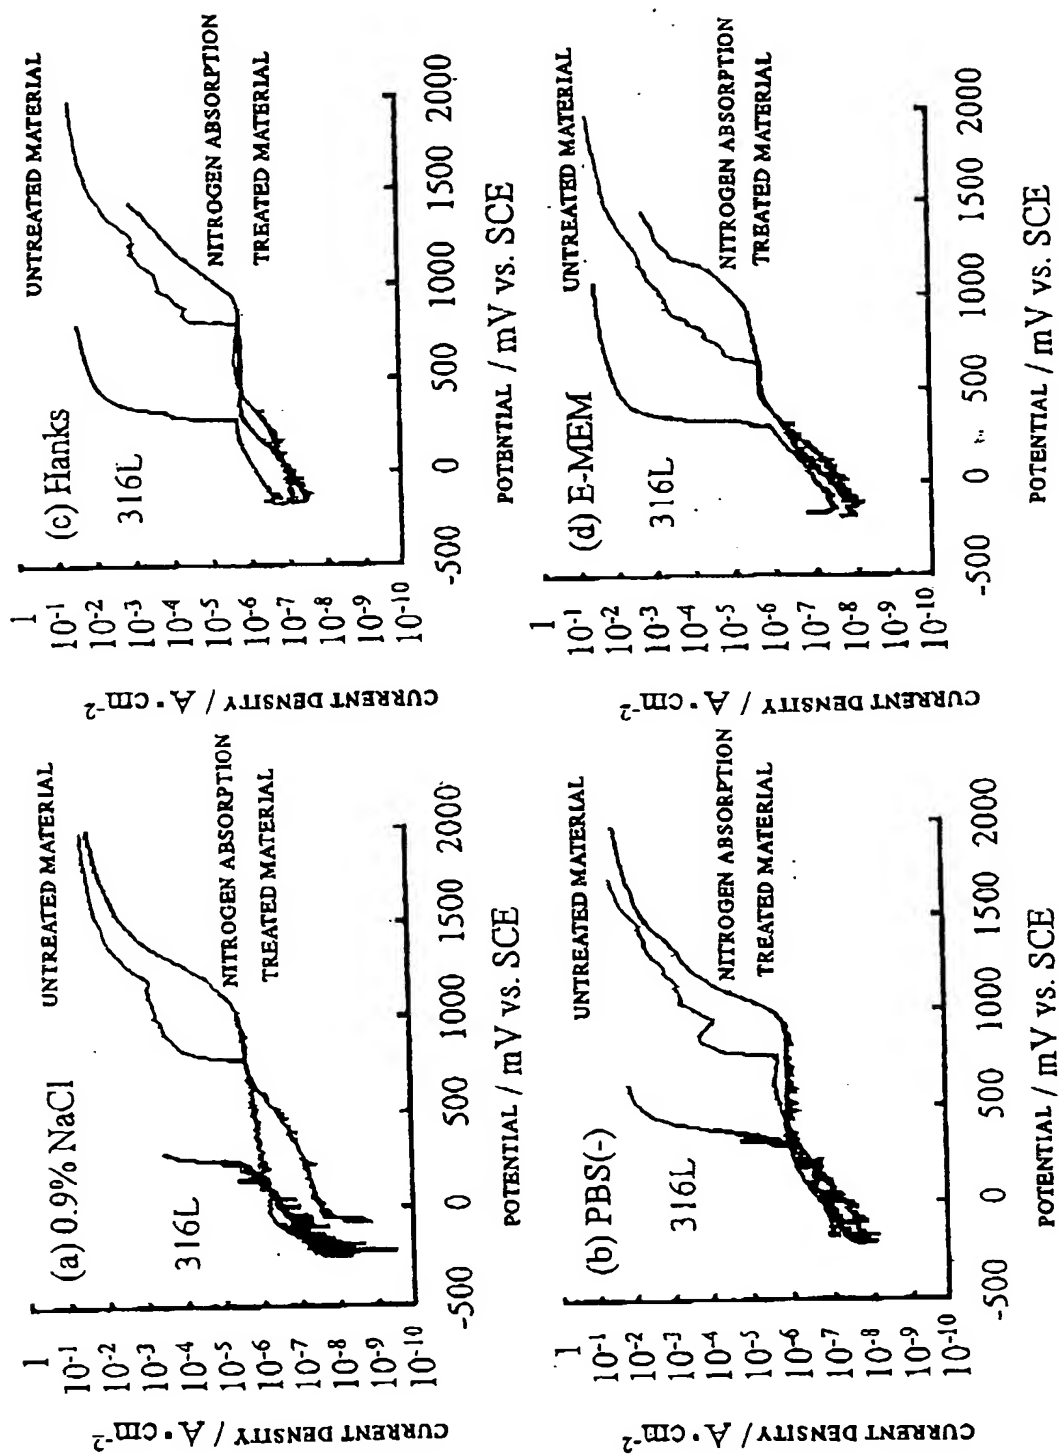 (a) 0.9% NaCl
UNTREATED MATERIAL
316L
NITROGEN ABSORPTION
TREATED MATERIAL
CURRENT DENSITY / A·cm⁻²
1
10⁻¹
10⁻²
10⁻³
10⁻⁴
10⁻⁵
10⁻⁶
10⁻⁷
10⁻⁸
10⁻⁹
10⁻¹⁰
-500
0
500
1000
1500
2000
POTENTIAL / mV vs. SCE
(b) PBS(-)
UNTREATED MATERIAL
316L
NITROGEN ABSORPTION
TREATED MATERIAL
CURRENT DENSITY / A·cm⁻²
1
10⁻¹
10⁻²
10⁻³
10⁻⁴
10⁻⁵
10⁻⁶
10⁻⁷
10⁻⁸
10⁻⁹
10⁻¹⁰
-500
0
500
1000
1500
2000
POTENTIAL / mV vs. SCE
(c) Hanks
UNTREATED MATERIAL
316L
NITROGEN ABSORPTION
TREATED MATERIAL
CURRENT DENSITY / A·cm⁻²
1
10⁻¹
10⁻²
10⁻³
10⁻⁴
10⁻⁵
10⁻⁶
10⁻⁷
10⁻⁸
10⁻⁹
10⁻¹⁰
-500
0
500
1000
1500
2000
POTENTIAL / mV vs. SCE
(d) E-MEM
UNTREATED MATERIAL
316L
NITROGEN ABSORPTION
TREATED MATERIAL
CURRENT DENSITY / A·cm⁻²
1
10⁻¹
10⁻²
10⁻³
10⁻⁴
10⁻⁵
10⁻⁶
10⁻⁷
10⁻⁸
10⁻⁹
10⁻¹⁰
-500
0
500
1000
1500
2000
POTENTIAL / mV vs. SCE